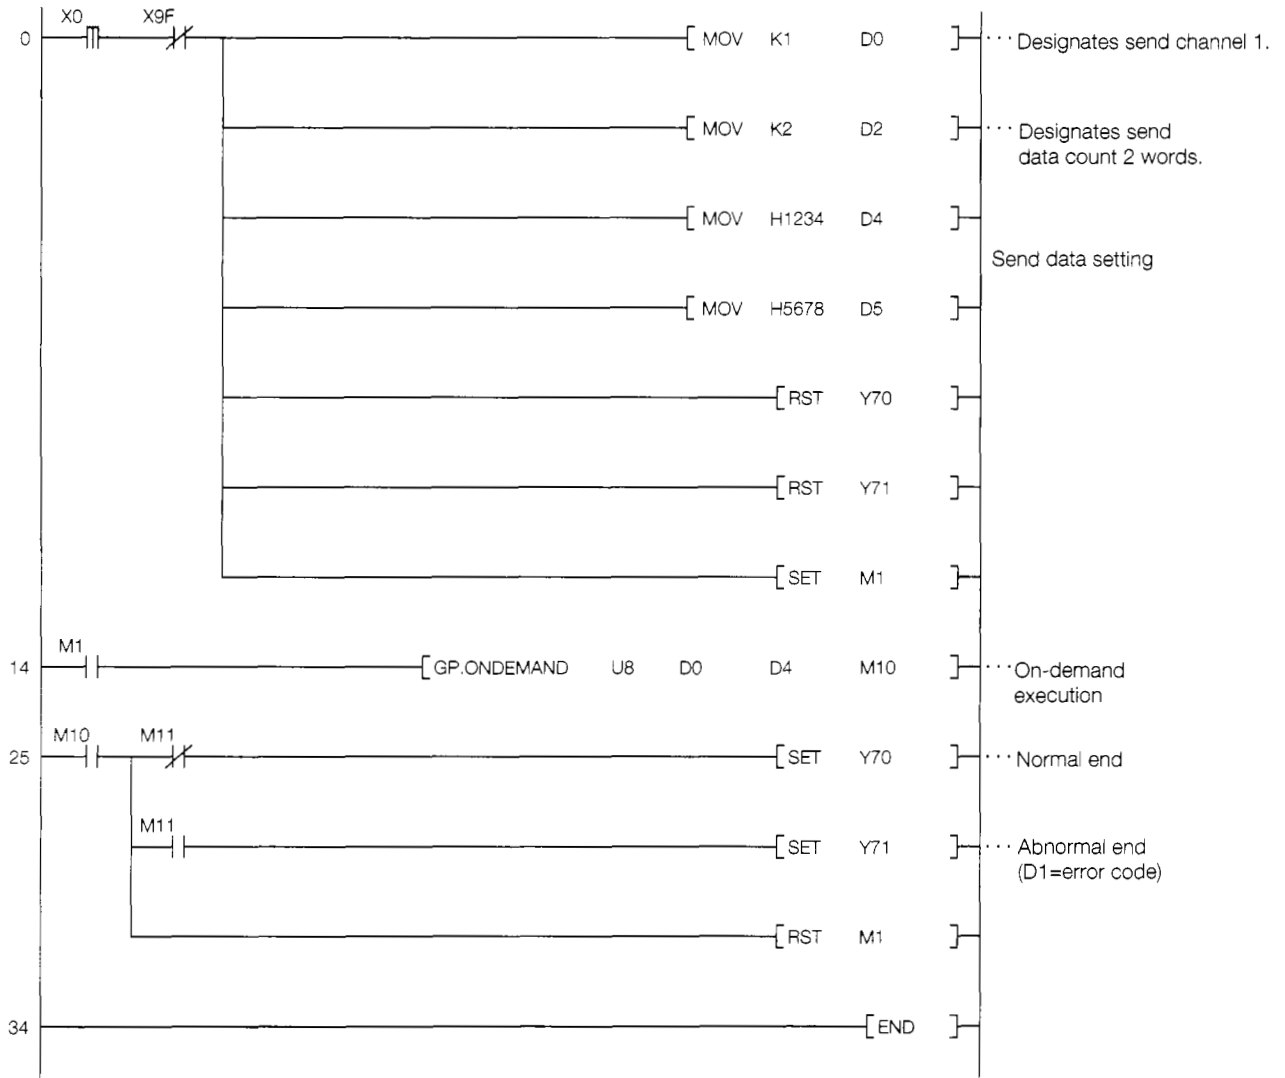 X0 X9F
0 MOV K1 D0 ··· Designates send channel 1.
MOV K2 D2 ··· Designates send
data count 2 words.
MOV H1234 D4
Send data setting
MOV H5678 D5
RST Y70
RST Y71
SET M1
M1
14 GP.ONDEMAND U8 D0 D4 M10 ··· On-demand
execution
M10 M11
25 SET Y70 ··· Normal end
M11
SET Y71 ··· Abnormal end
(D1=error code)
RST M1
34 END